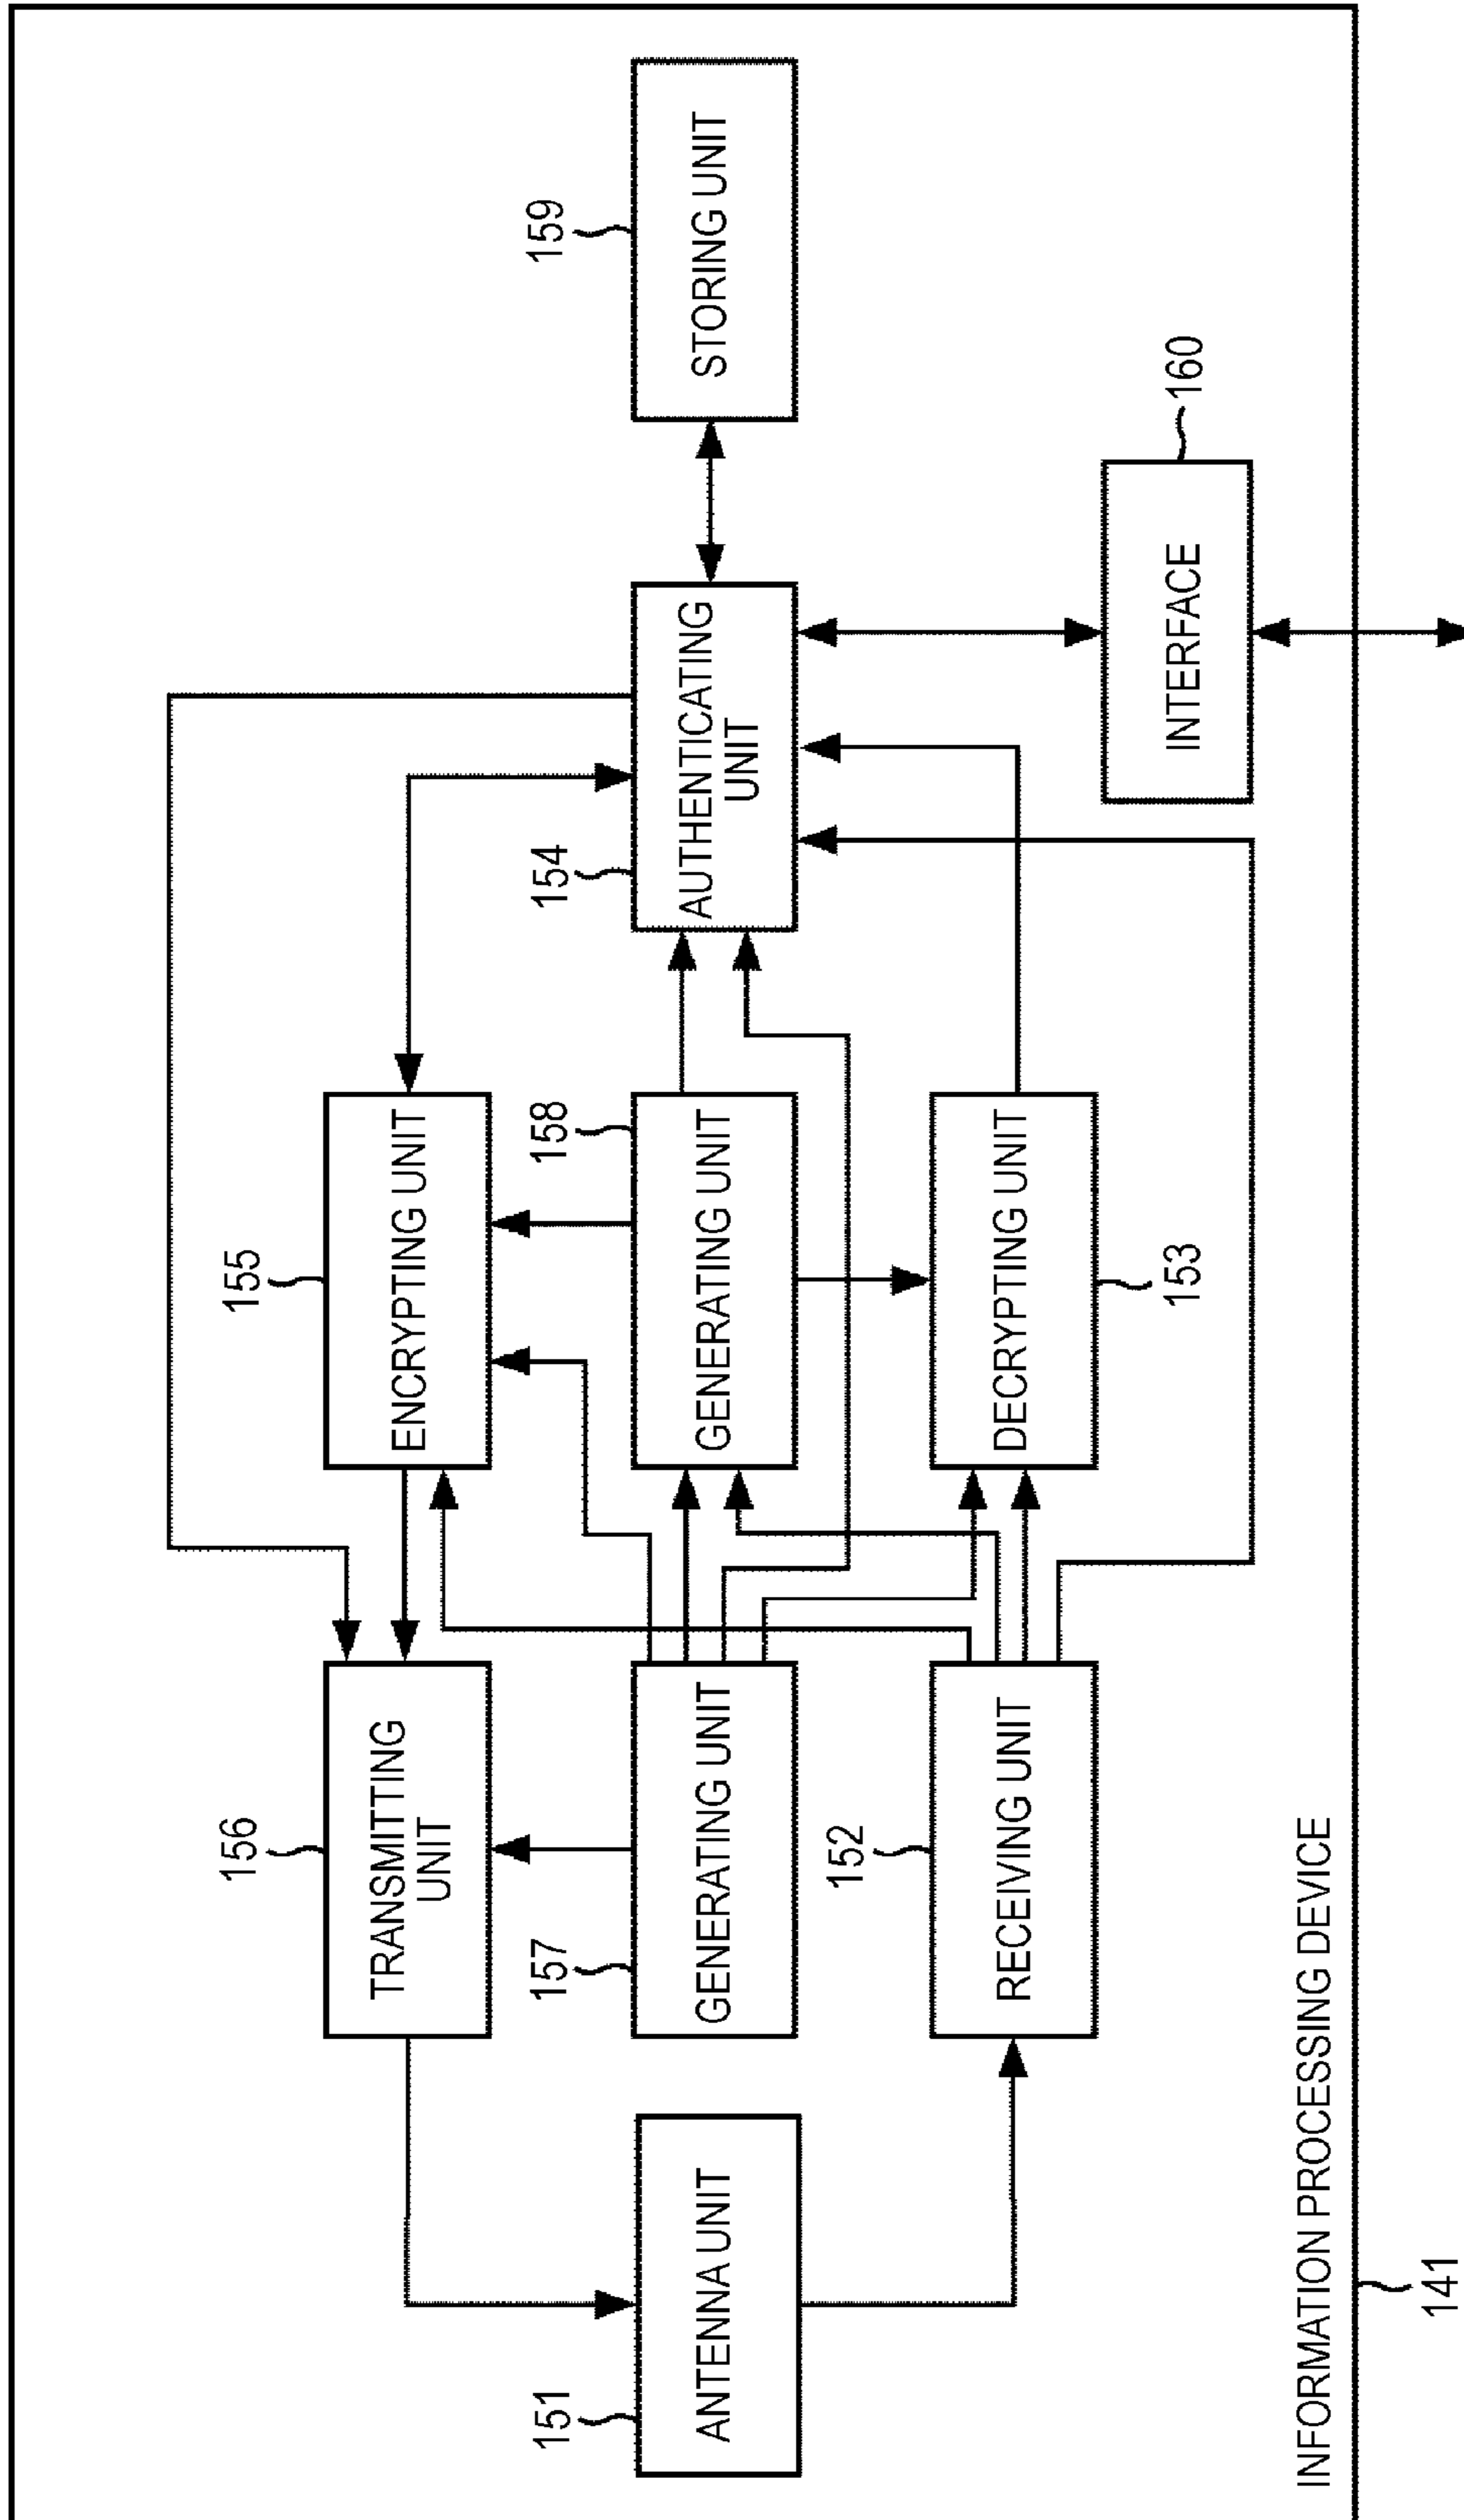 156
TRANSMITTING
UNIT
155
ENCRYPTING UNIT
151
ANTENNA UNIT
157
GENERATING UNIT
158
GENERATING UNIT
154
AUTHENTICATING
UNIT
159
STORING UNIT
152
RECEIVING UNIT
DECRYPTING UNIT
153
INTERFACE
160
INFORMATION PROCESSING DEVICE
141